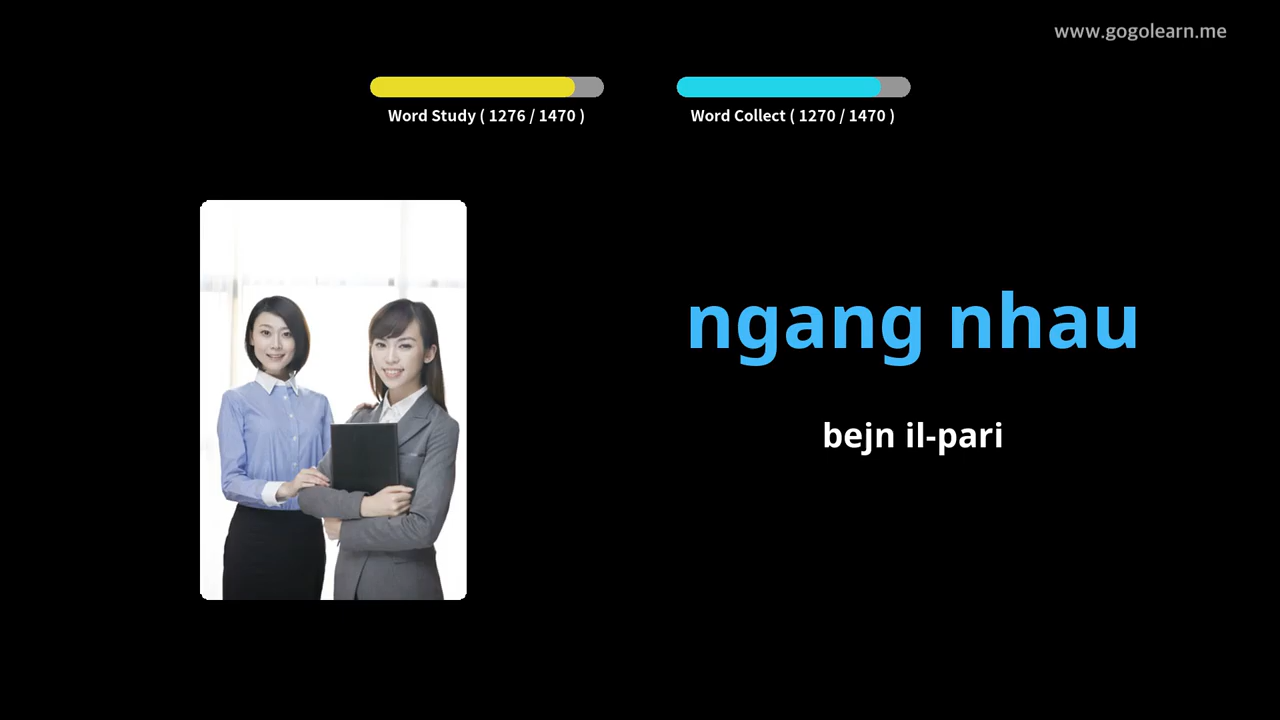 www.gogolearn.me
Word Study ( 1276 / 1470 )
Word Collect ( 1270 / 1470 )
ngang nhau
bejn il-pari